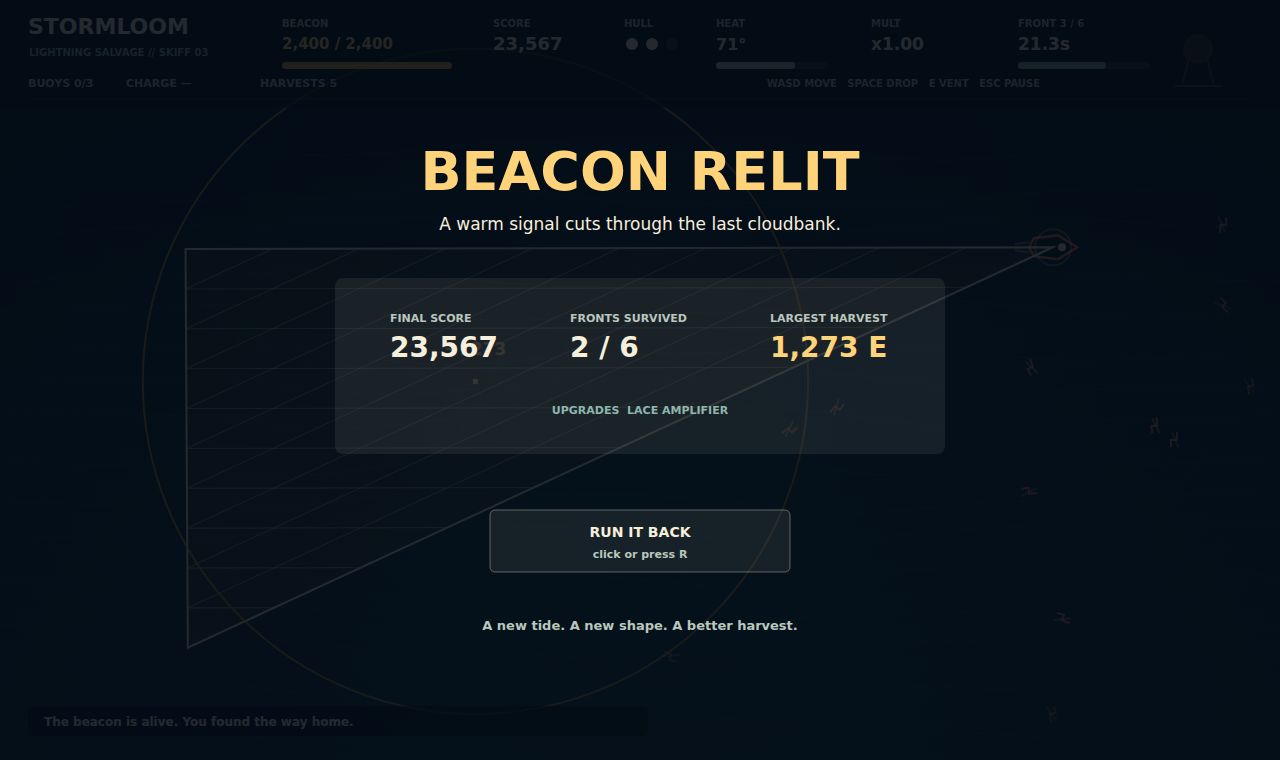 STORMLOOM
LIGHTNING SALVAGE // SKIFF 03
BEACON
2,400 / 2,400
SCORE
23,567
HULL
HEAT
71°
MULT
x1.00
FRONT 3 / 6
21.3s
BUOYS 0/3 CHARGE — HARVESTS 5
WASD MOVE SPACE DROP E VENT ESC PAUSE
BEACON RELIT
A warm signal cuts through the last cloudbank.
FINAL SCORE
23,567
FRONTS SURVIVED
2 / 6
LARGEST HARVEST
1,273 E
UPGRADES LACE AMPLIFIER
RUN IT BACK
click or press R
A new tide. A new shape. A better harvest.
The beacon is alive. You found the way home.